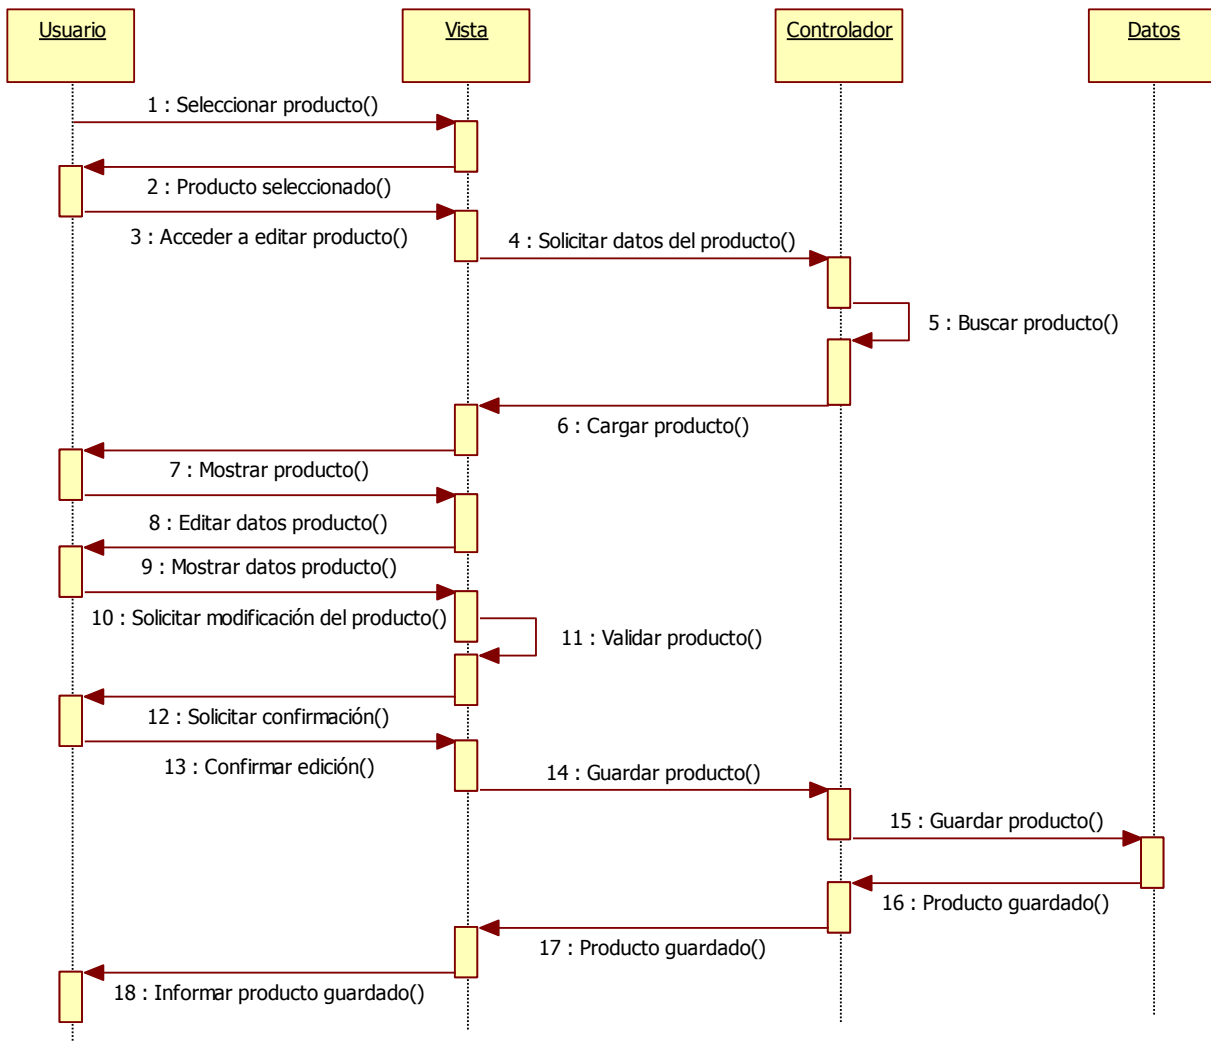 Usuario
Vista
Controlador
Datos
1 : Seleccionar producto()
2 : Producto seleccionado()
3 : Acceder a editar producto()
4 : Solicitar datos del producto()
5 : Buscar producto()
6 : Cargar producto()
7 : Mostrar producto()
8 : Editar datos producto()
9 : Mostrar datos producto()
10 : Solicitar modificación del producto()
11 : Validar producto()
12 : Solicitar confirmación()
13 : Confirmar edición()
14 : Guardar producto()
15 : Guardar producto()
16 : Producto guardado()
17 : Producto guardado()
18 : Informar producto guardado()